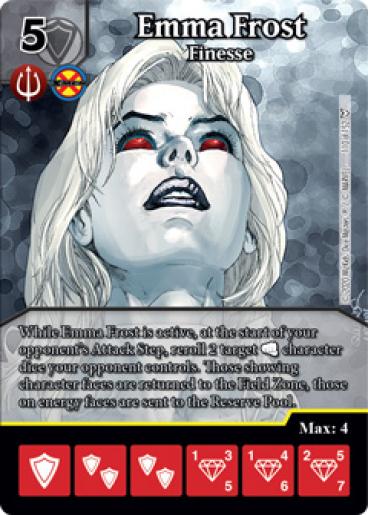 5
Emma Frost
Finesse
While Emma Frost is active, at the start of your
opponent's Attack Step, reroll 2 target character
dice your opponent controls. Those showing
character faces are returned to the Field Zone, those
on energy faces are sent to the Reserve Pool.
Max: 4
1 3 5
1 4 6
2 5 7